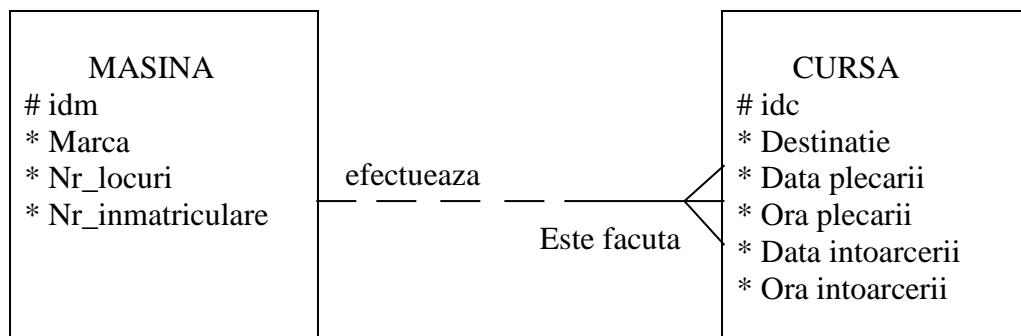 MASINA
# idm
* Marca
* Nr_locuri
* Nr_inmatriculare
efectueaza
Este facuta
CURSA
# idc
* Destinatie
* Data plecarii
* Ora plecarii
* Data intoarcerii
* Ora intoarcerii